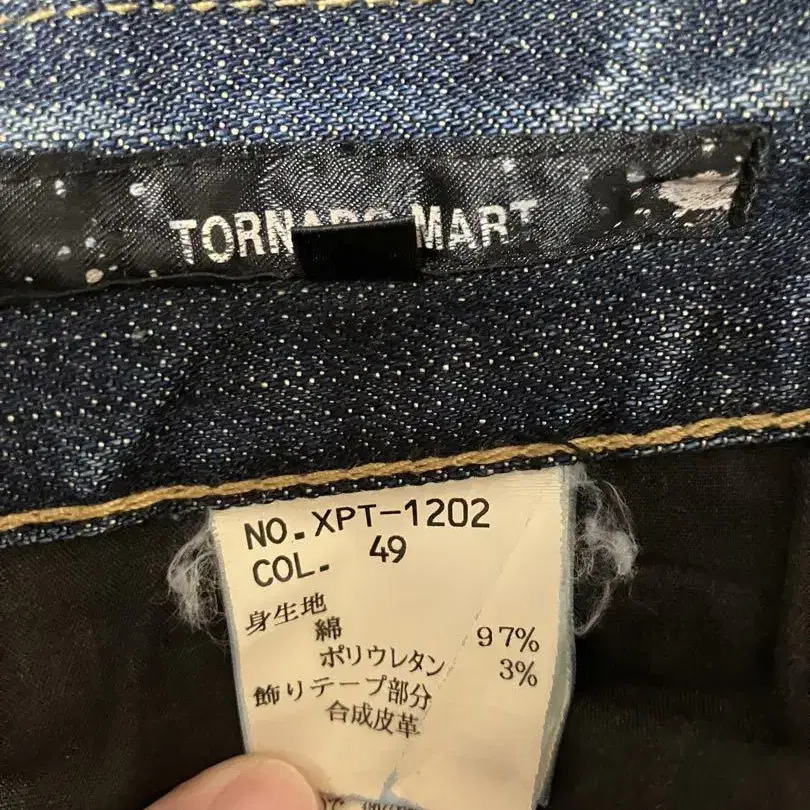 TORNADO MART
NO. XPT-1202
COL. 49
身生地
綿 97%
ポリウレタン 3%
飾りテープ部分
合成皮革